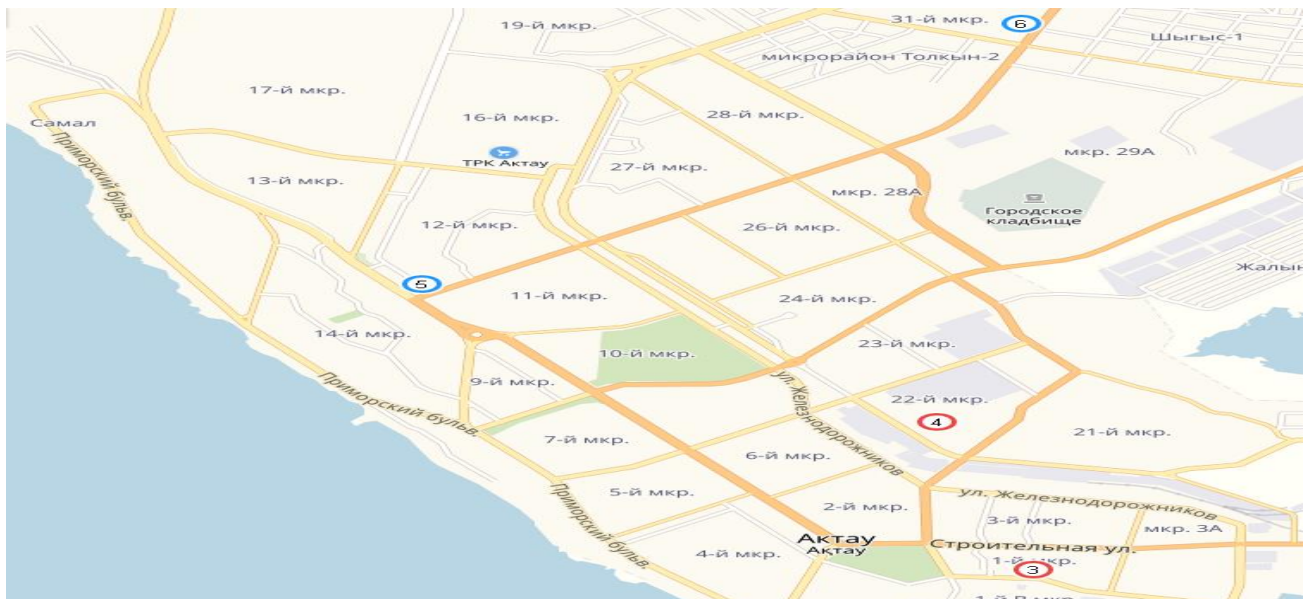 19-й мкр.
31-й мкр.
6
Шыгыс-1
микрорайон Толкын-2
17-й мкр.
16-й мкр.
28-й мкр.
Самал
ТРК Актау
27-й мкр.
мкр. 29А
13-й мкр.
мкр. 28А
Приморский бульв.
12-й мкр.
26-й мкр.
Городское
кладбище
5
11-й мкр.
24-й мкр.
Жалын
14-й мкр.
10-й мкр.
23-й мкр.
9-й мкр.
ул. Железнодорожников
22-й мкр.
4
Приморский бульв.
7-й мкр.
21-й мкр.
6-й мкр.
5-й мкр.
2-й мкр.
ул. Железнодорожников
Приморский бульв.
3-й мкр.
мкр. 3А
Актау
Актау
4-й мкр.
Строительная ул.
1-й мкр.
3